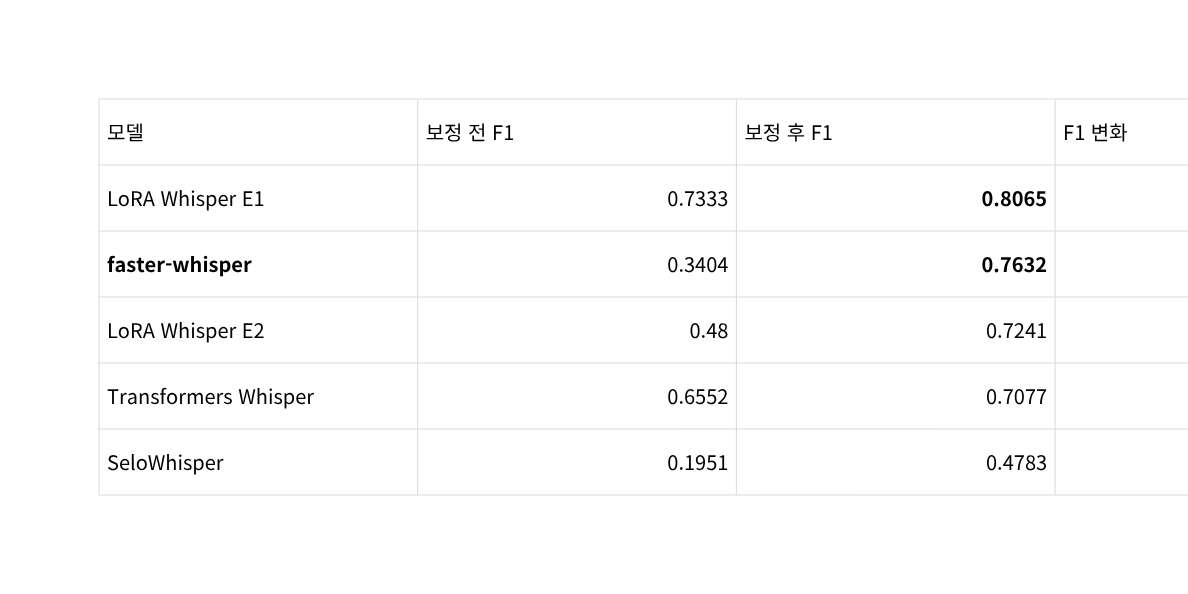 모델 보정 전 F1 보정 후 F1 F1 변화
LoRA Whisper E1 0.7333 0.8065
faster-whisper 0.3404 0.7632
LoRA Whisper E2 0.48 0.7241
Transformers Whisper 0.6552 0.7077
SeloWhisper 0.1951 0.4783